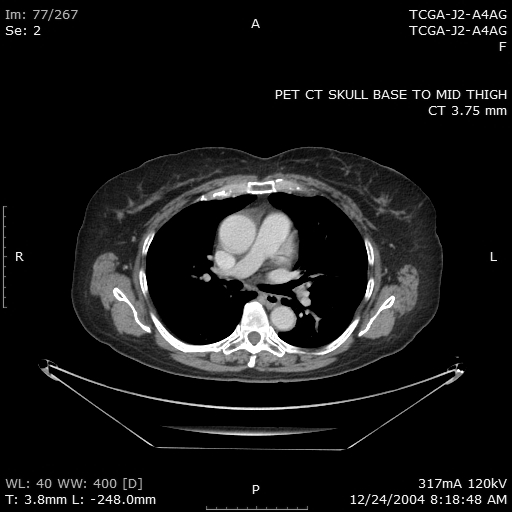 Im: 77/267
Se: 2
A
TCGA-J2-A4AG
TCGA-J2-A4AG
F
PET CT SKULL BASE TO MID THIGH
CT 3.75 mm
R
L
WL: 40 WW: 400 [D]
T: 3.8mm L: -248.0mm
P
317mA 120kV
12/24/2004 8:18:48 AM